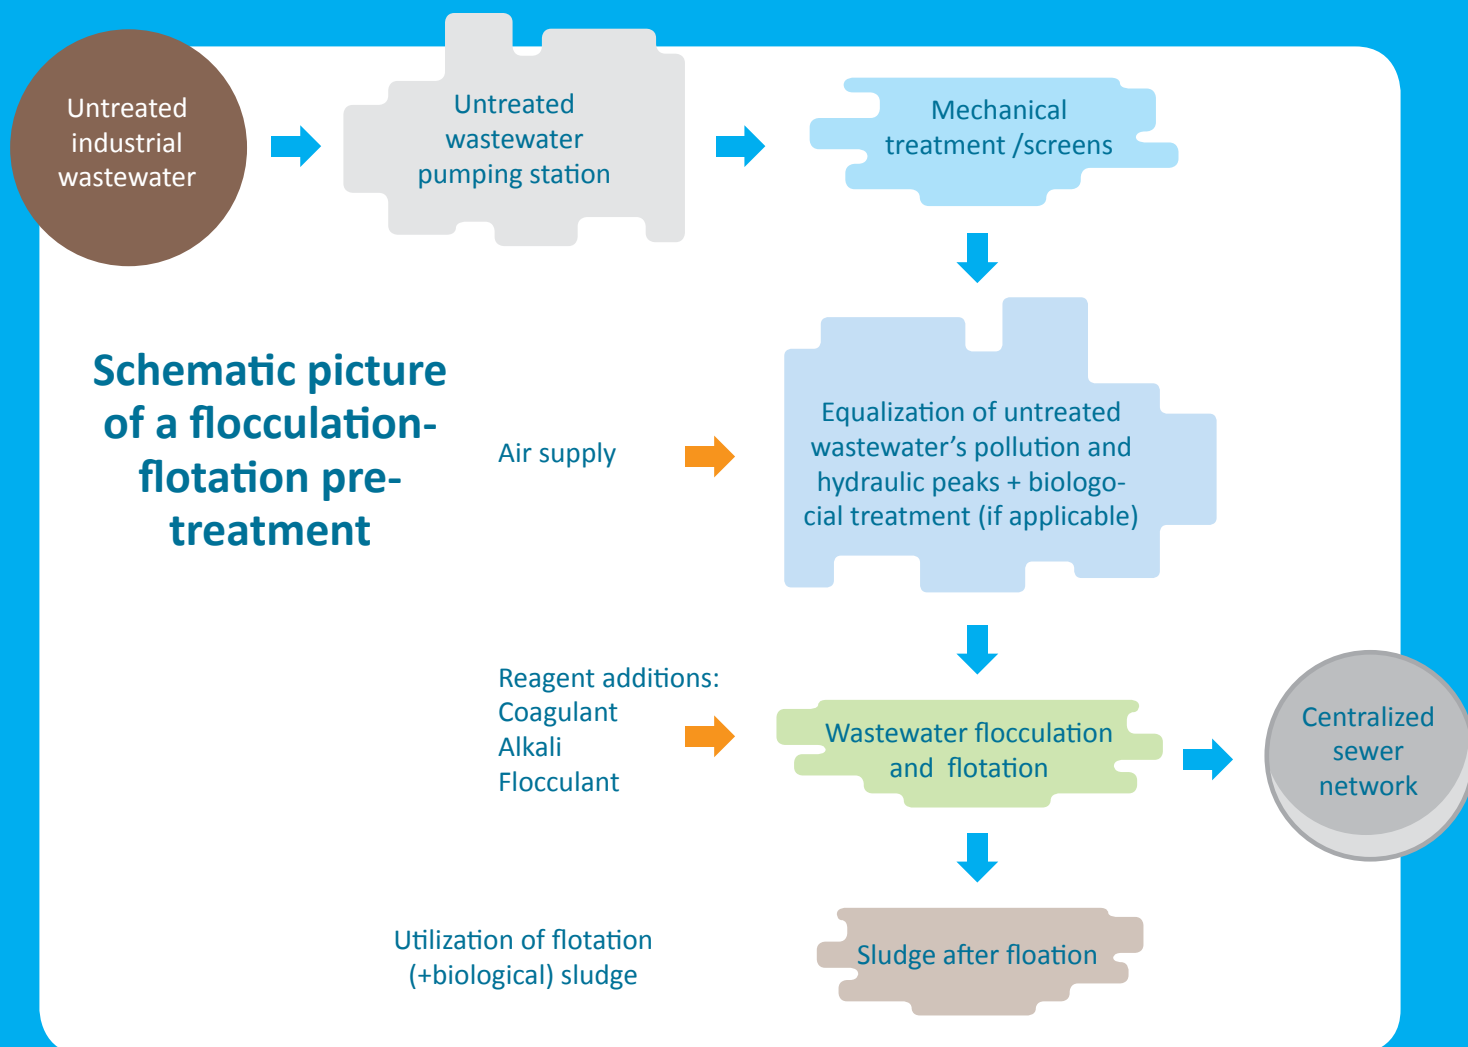 Untreated
industrial
wastewater
Untreated
wastewater
pumping station
Mechanical
treatment /screens
Schematic picture
of a flocculation-
flotation pre-
treatment
Air supply
Equalization of untreated
wastewater's pollution and
hydraulic peaks + biologo-
cial treatment (if applicable)
Reagent additions:
Coagulant
Alkali
Flocculant
Wastewater flocculation
and  flotation
Centralized
sewer
network
Utilization of flotation
(+biological) sludge
Sludge after floation